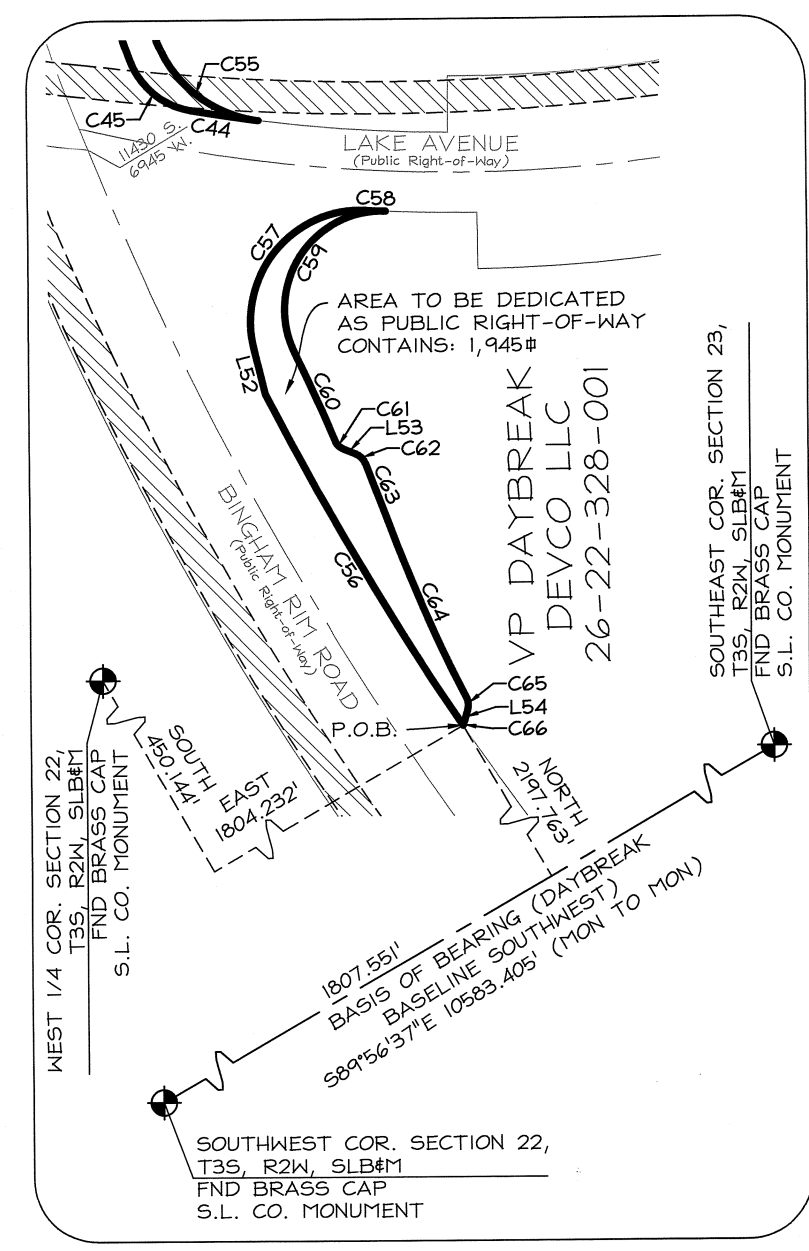 C55
C45
C44
11430 S.
6945 W.
LAKE AVENUE
(Public Right-of-Way)
C58
C57
C59
AREA TO BE DEDICATED
AS PUBLIC RIGHT-OF-WAY
CONTAINS: 1,945⌗
L52
C60
C61
L53
C62
C63
BINGHAM RIM ROAD
(Public Right-of-Way)
C56
C64
VP DAYBREAK
DEVCO LLC
26-22-328-001
SOUTHEAST COR. SECTION 23,
T3S, R2W, SLB&M
FND BRASS CAP
S.L. CO. MONUMENT
C65
L54
C66
P.O.B.
SOUTH
450.144'
EAST
1804.232'
NORTH
2197.763'
WEST 1/4 COR. SECTION 22,
T3S, R2W, SLB&M
FND BRASS CAP
S.L. CO. MONUMENT
1807.551'
BASIS OF BEARING (DAYBREAK
BASELINE SOUTHWEST)
S89°56'37"E 10583.405' (MON TO MON)
SOUTHWEST COR. SECTION 22,
T3S, R2W, SLB&M
FND BRASS CAP
S.L. CO. MONUMENT